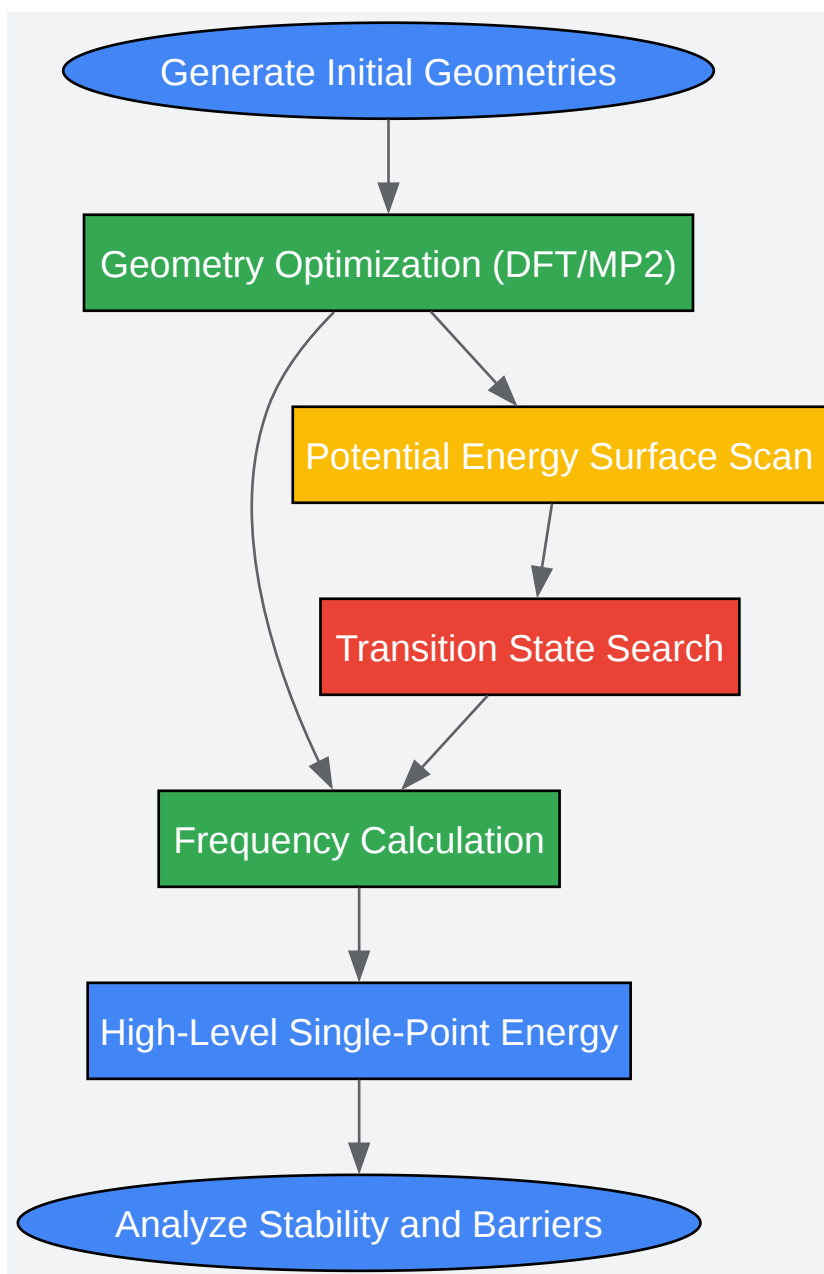 Generate Initial Geometries
Geometry Optimization (DFT/MP2)
Potential Energy Surface Scan
Transition State Search
Frequency Calculation
High-Level Single-Point Energy
Analyze Stability and Barriers